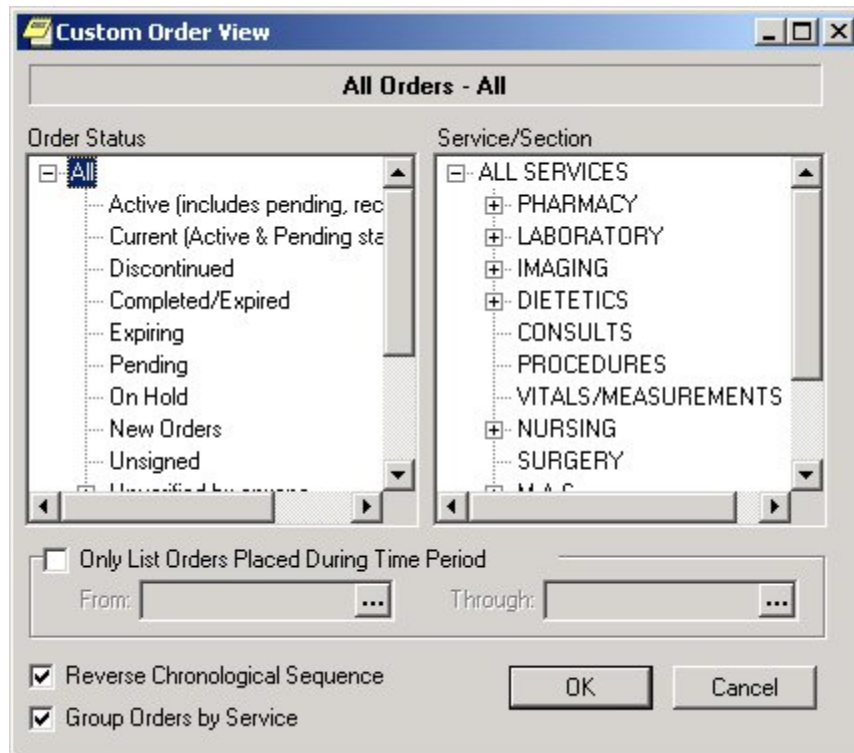 Custom Order View
All Orders - All
Order Status
All
Active (includes pending, rec
Current (Active & Pending sta
Discontinued
Completed/Expired
Expiring
Pending
On Hold
New Orders
Unsigned
Unverified by anyone
Service/Section
ALL SERVICES
PHARMACY
LABORATORY
IMAGING
DIETETICS
CONSULTS
PROCEDURES
VITALS/MEASUREMENTS
NURSING
SURGERY
M.A.S.
Only List Orders Placed During Time Period
From: ... Through: ...
Reverse Chronological Sequence
Group Orders by Service
OK Cancel